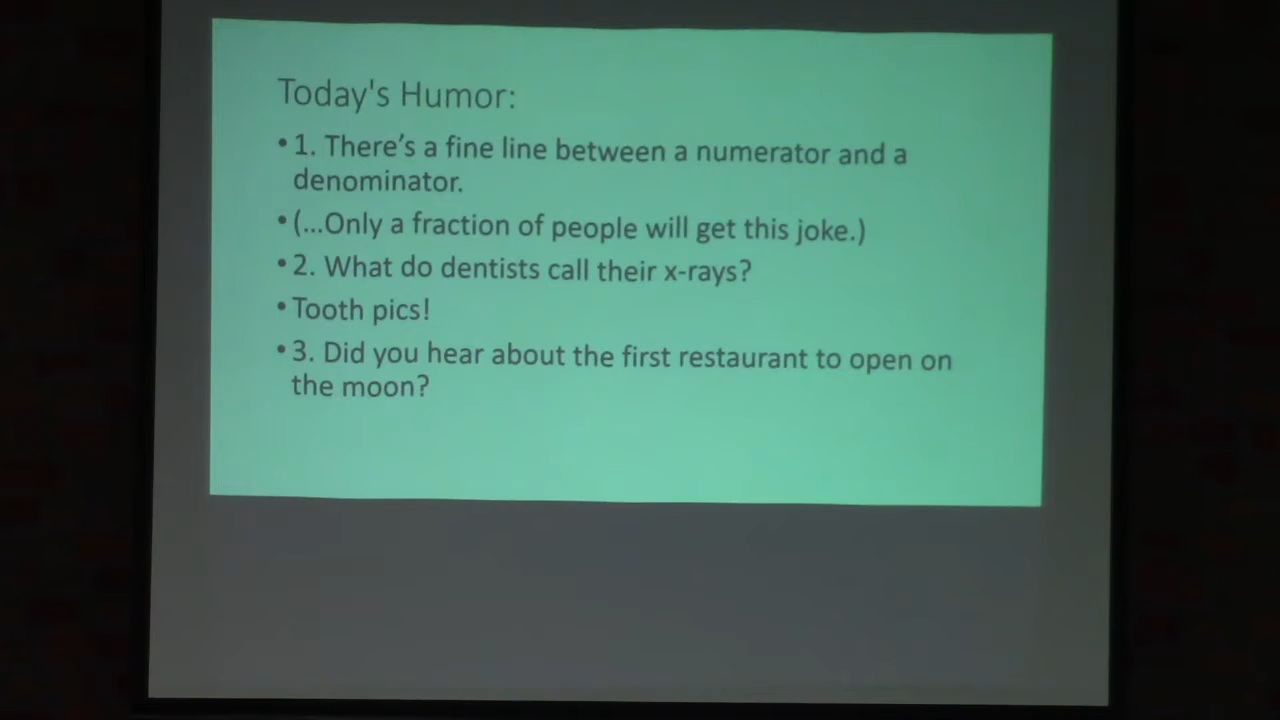 Today's Humor:
•1. There’s a fine line between a numerator and a
denominator.
•(...Only a fraction of people will get this joke.)
•2. What do dentists call their x-rays?
•Tooth pics!
•3. Did you hear about the first restaurant to open on
the moon?